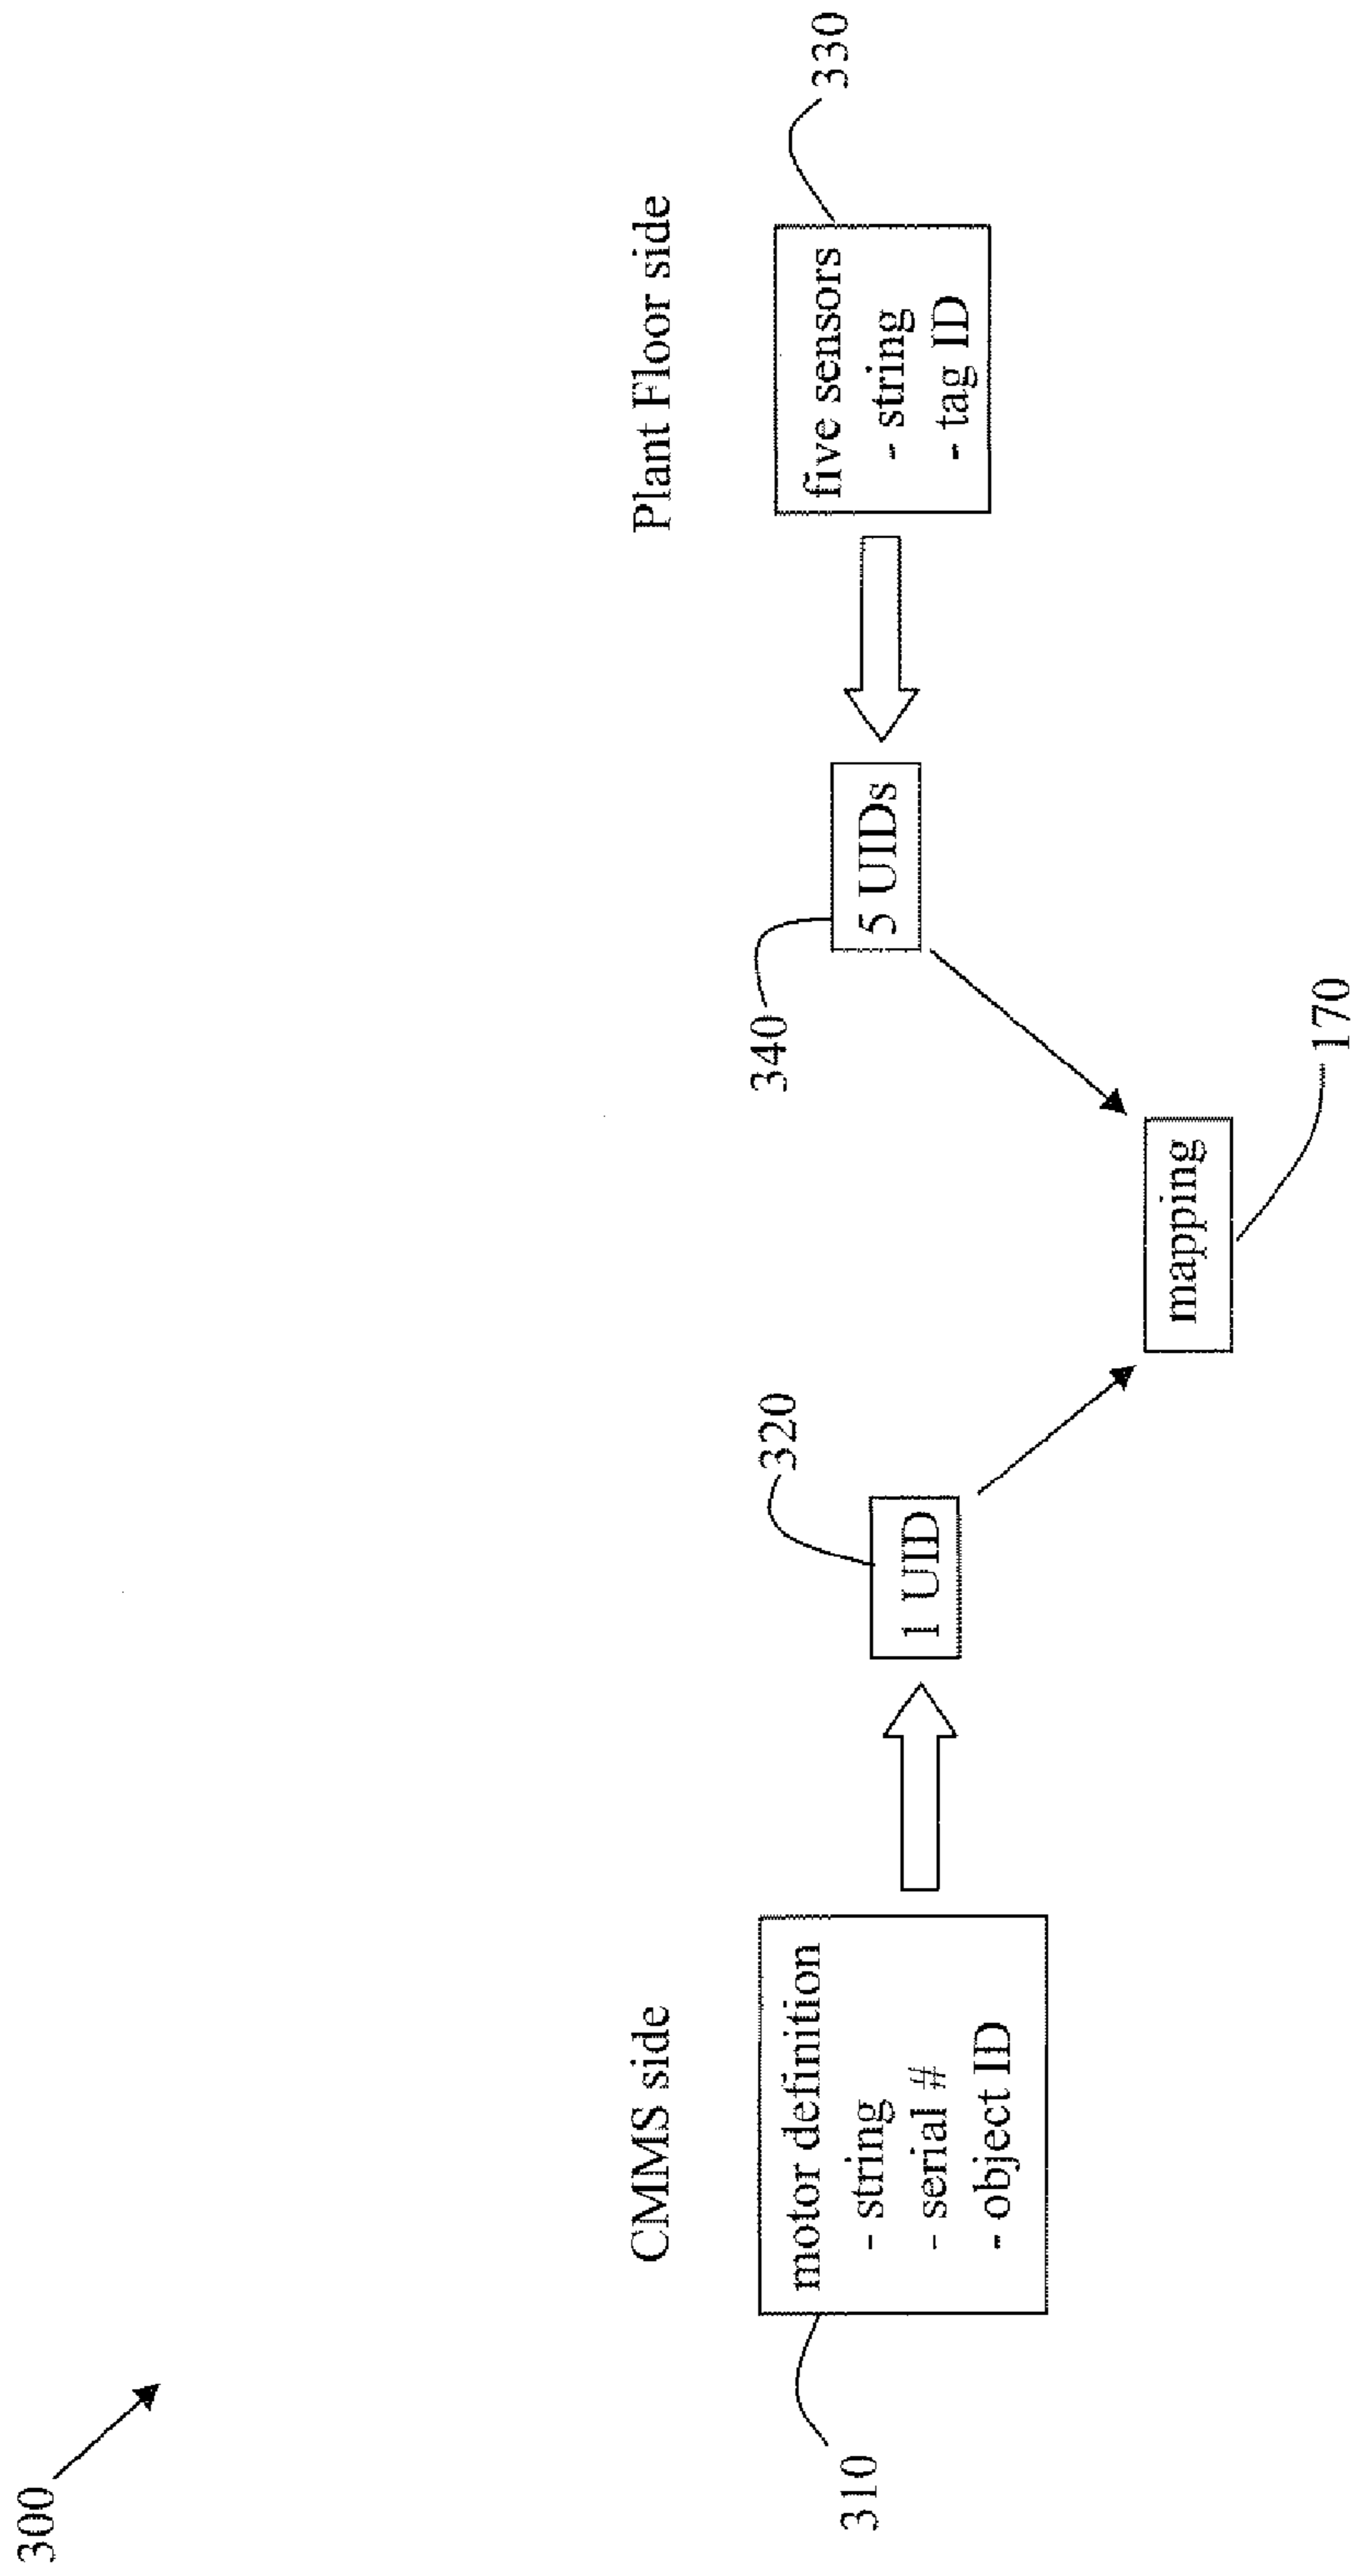 300
CMMS side
Plant Floor side
310
motor definition
- string
- serial #
- object ID
320
1 UID
340
5 UIDs
five sensors
- string
- tag ID
330
mapping
170